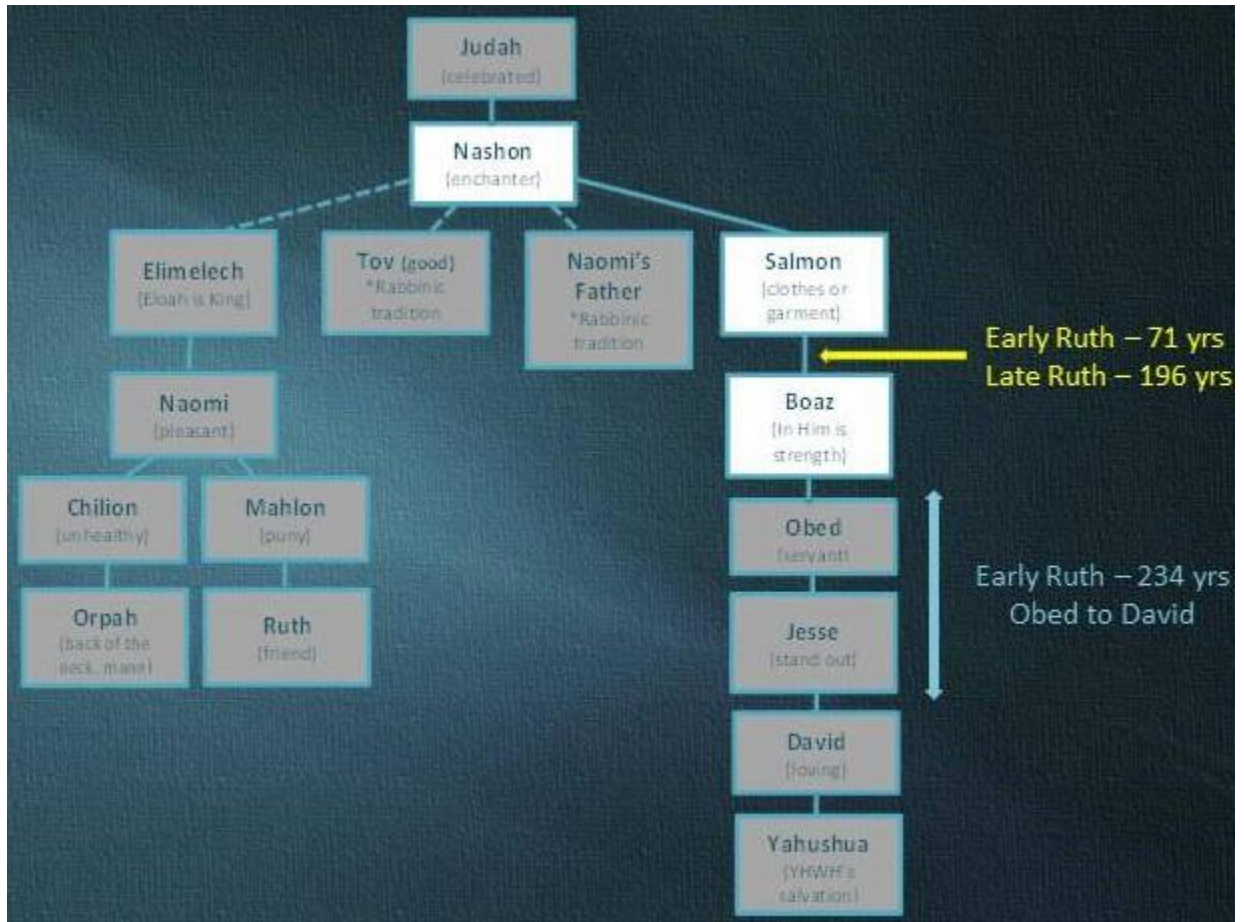 Judah
(celebrated)
Nashon
(enchanter)
Elimelech
(Eloah is King)
Tov (good)
*Rabbinic
tradition
Naomi's
Father
*Rabbinic
tradition
Salmon
(clothes or
garment)
Early Ruth – 71 yrs
Late Ruth – 196 yrs
Naomi
(pleasant)
Boaz
(In Him is
strength)
Chilion
(unhealthy)
Mahlon
(puny)
Obed
(servant)
Early Ruth – 234 yrs
Obed to David
Orpah
(back of the
neck, mane)
Ruth
(friend)
Jesse
(stand out)
David
(loving)
Yahushua
(YHWH's
salvation)